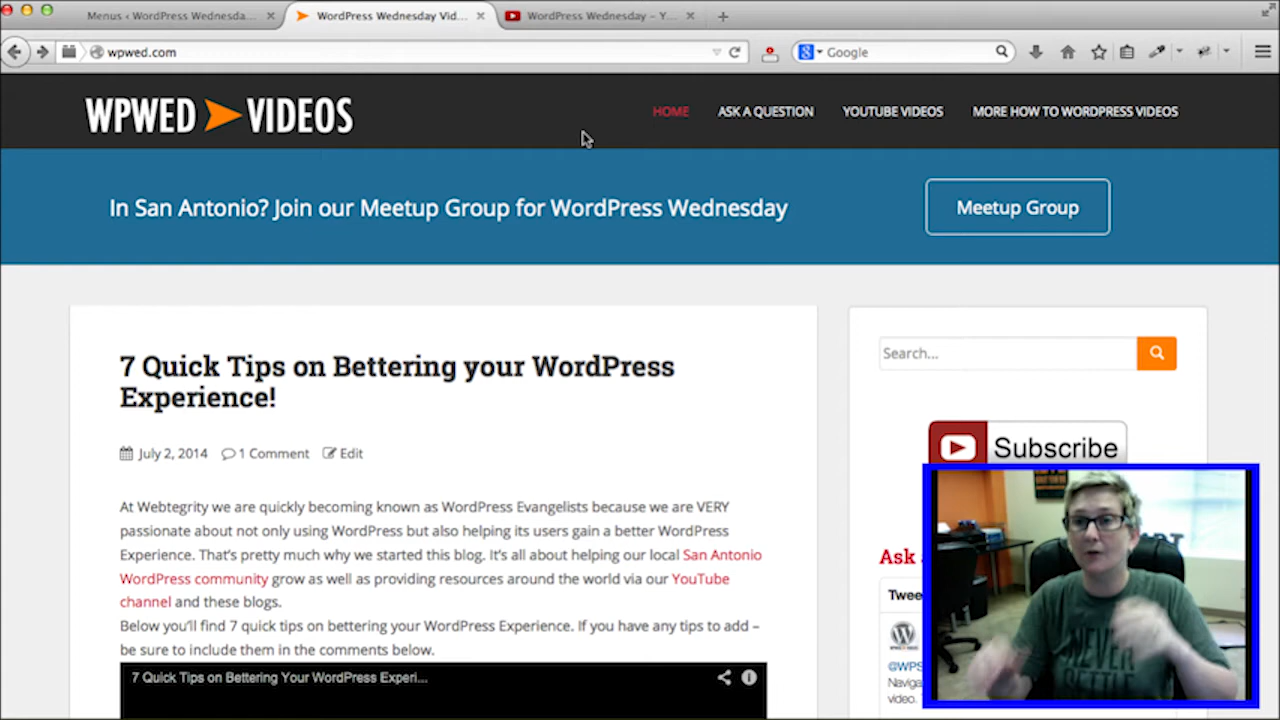 Menus ‹ WordPress Wednesda...
WordPress Wednesday Vid...
WordPress Wednesday – Y...
wpwed.com
Google
WPWED VIDEOS
HOME
ASK A QUESTION
YOUTUBE VIDEOS
MORE HOW TO WORDPRESS VIDEOS
In San Antonio? Join our Meetup Group for WordPress Wednesday
Meetup Group
7 Quick Tips on Bettering your WordPress
Experience!
July 2, 2014
1 Comment
Edit
At Webtegrity we are quickly becoming known as WordPress Evangelists because we are VERY
passionate about not only using WordPress but also helping its users gain a better WordPress
Experience. That's pretty much why we started this blog. It's all about helping our local San Antonio
WordPress community grow as well as providing resources around the world via our YouTube
channel and these blogs.
Below you'll find 7 quick tips on bettering your WordPress Experience. If you have any tips to add –
be sure to include them in the comments below.
7 Quick Tips on Bettering Your WordPress Experi...
Search...
Subscribe
Ask
Twee
@WPS
Naviga
video.
NEVER
SETTLE